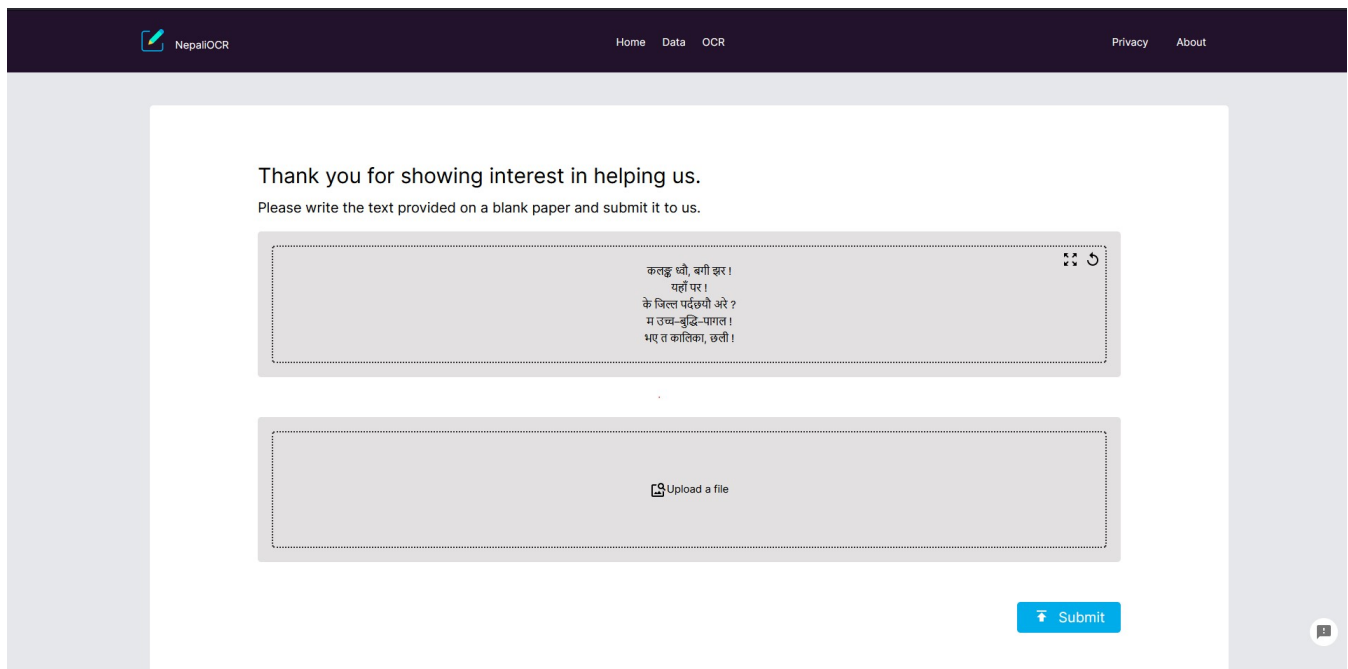 NepaliOCR
Home Data OCR
Privacy About
Thank you for showing interest in helping us.
Please write the text provided on a blank paper and submit it to us.
कलङ्क ध्वौ, बगी झर !
यहाँ पर !
के जिल्ल पर्दछयौ अरे ?
म उच्च–बुद्धि–पागल !
भए त कालिका, छली !
Upload a file
Submit